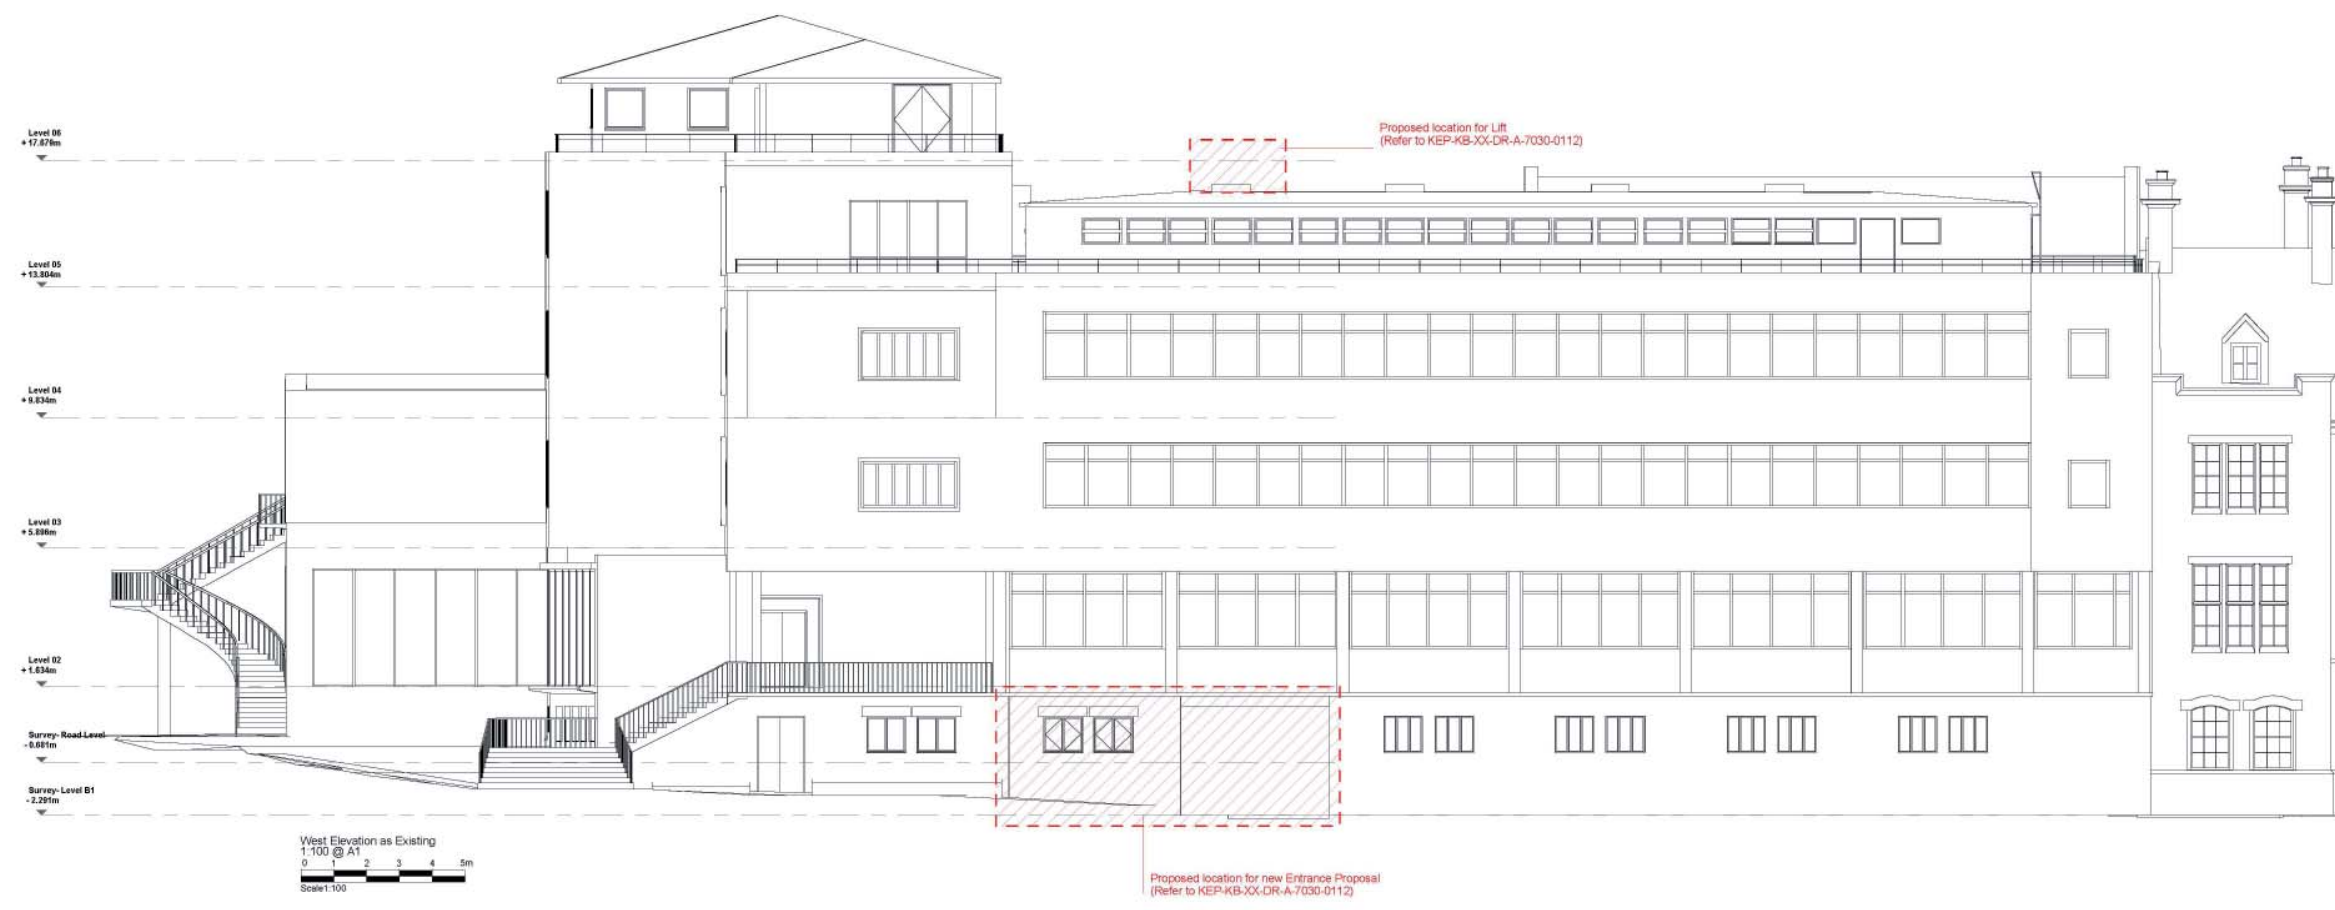 Level 06
+ 17.679m
Proposed location for Lift
(Refer to KEP-KB-XX-DR-A-7030-0112)
Level 05
+ 13.804m
Level 04
+ 9.834m
Level 03
+ 5.896m
Level 02
+ 1.634m
Survey- Road Level
- 0.681m
Survey- Level B1
- 2.291m
West Elevation as Existing
1:100 @ A1
0 1 2 3 4 5m
Scale1:100
Proposed location for new Entrance Proposal
(Refer to KEP-KB-XX-DR-A-7030-0112)